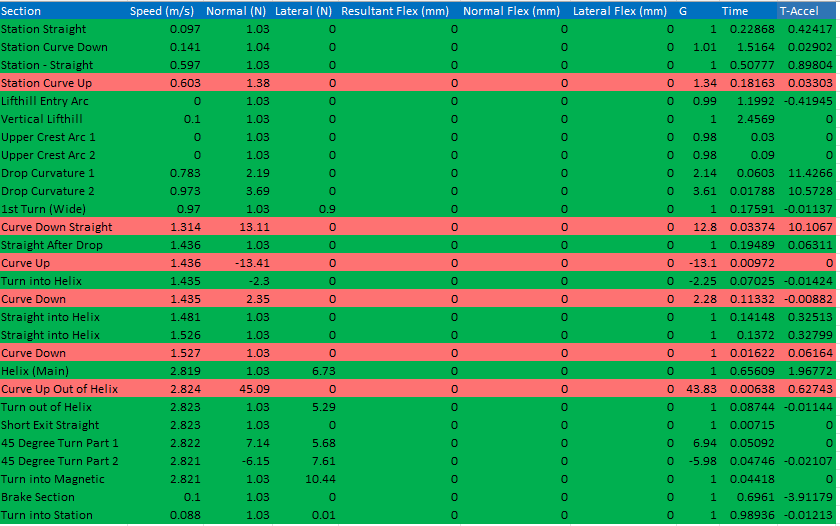 Section Speed (m/s) Normal (N) Lateral (N) Resultant Flex (mm) Normal Flex (mm) Lateral Flex (mm) G Time T-Accel
Station Straight 0.097 1.03 0 0 0 0 1 0.22868 0.42417
Station Curve Down 0.141 1.04 0 0 0 0 1.01 1.5164 0.02902
Station - Straight 0.597 1.03 0 0 0 0 1 0.50777 0.89804
Station Curve Up 0.603 1.38 0 0 0 0 1.34 0.18163 0.03303
Lifthill Entry Arc 0 1.03 0 0 0 0 0.99 1.1992 -0.41945
Vertical Lifthill 0.1 1.03 0 0 0 0 1 2.4569 0
Upper Crest Arc 1 0 1.03 0 0 0 0 0.98 0.03 0
Upper Crest Arc 2 0 1.03 0 0 0 0 0.98 0.09 0
Drop Curvature 1 0.783 2.19 0 0 0 0 2.14 0.0603 11.4266
Drop Curvature 2 0.973 3.69 0 0 0 0 3.61 0.01788 10.5728
1st Turn (Wide) 0.97 1.03 0.9 0 0 0 1 0.17591 -0.01137
Curve Down Straight 1.314 13.11 0 0 0 0 12.8 0.03374 10.1067
Straight After Drop 1.436 1.03 0 0 0 0 1 0.19489 0.06311
Curve Up 1.436 -13.41 0 0 0 0 -13.1 0.00972 0
Turn into Helix 1.435 -2.3 0 0 0 0 -2.25 0.07025 -0.01424
Curve Down 1.435 2.35 0 0 0 0 2.28 0.11332 -0.00882
Straight into Helix 1.481 1.03 0 0 0 0 1 0.14148 0.32513
Straight into Helix 1.526 1.03 0 0 0 0 1 0.1372 0.32799
Curve Down 1.527 1.03 0 0 0 0 1 0.01622 0.06164
Helix (Main) 2.819 1.03 6.73 0 0 0 1 0.65609 1.96772
Curve Up Out of Helix 2.824 45.09 0 0 0 0 43.83 0.00638 0.62743
Turn out of Helix 2.823 1.03 5.29 0 0 0 1 0.08744 -0.01144
Short Exit Straight 2.823 1.03 0 0 0 0 1 0.00715 0
45 Degree Turn Part 1 2.822 7.14 5.68 0 0 0 6.94 0.05092 0
45 Degree Turn Part 2 2.821 -6.15 7.61 0 0 0 -5.98 0.04746 -0.02107
Turn into Magnetic 2.821 1.03 10.44 0 0 0 1 0.04418 0
Brake Section 0.1 1.03 0 0 0 0 1 0.6961 -3.91179
Turn into Station 0.088 1.03 0.01 0 0 0 1 0.98936 -0.01213